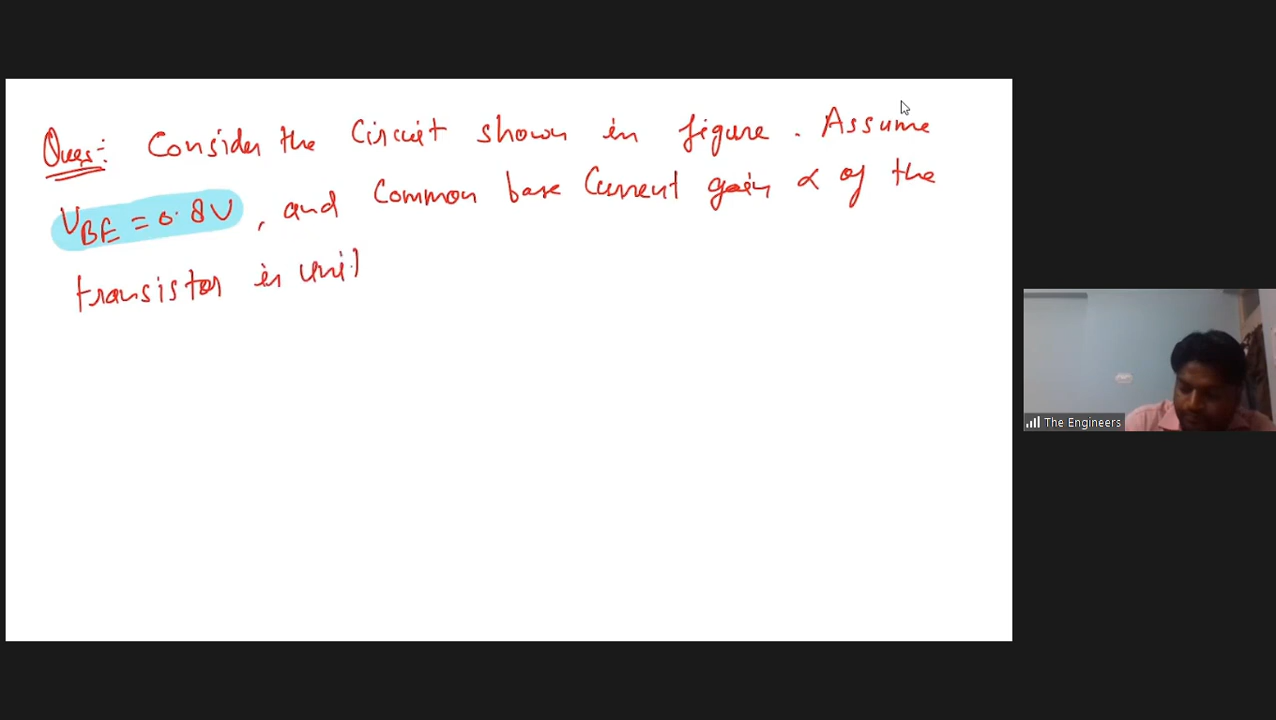 Ques:- Consider the Circuit shown in figure. Assume
VBE = 0.8V, and Common base Current gain α of the
transistor is unit
The Engineers